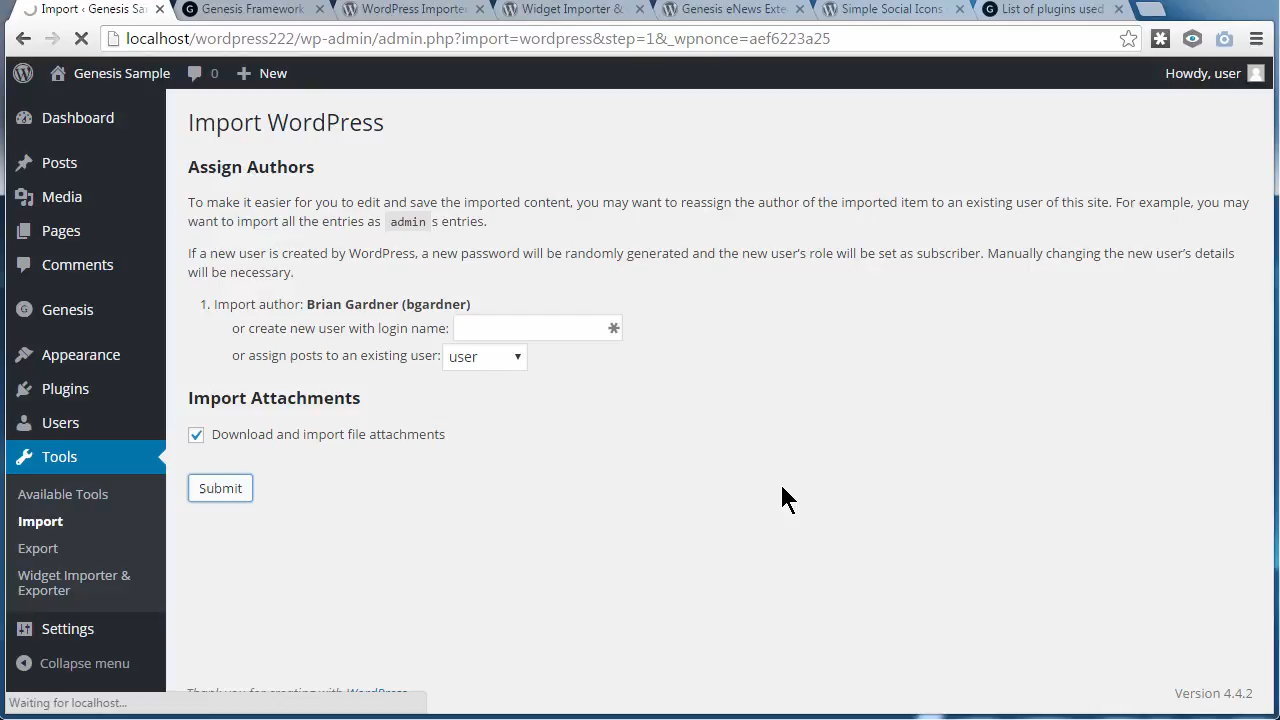 Import ‹ Genesis Sa
Genesis Framework
WordPress Importe
Widget Importer &
Genesis eNews Exte
Simple Social Icons
List of plugins used
localhost/wordpress222/wp-admin/admin.php?import=wordpress&step=1&_wpnonce=aef6223a25
Genesis Sample
0
New
Howdy, user
Dashboard
Posts
Media
Pages
Comments
Genesis
Appearance
Plugins
Users
Tools
Available Tools
Import
Export
Widget Importer &
Exporter
Settings
Collapse menu
Import WordPress
Assign Authors
To make it easier for you to edit and save the imported content, you may want to reassign the author of the imported item to an existing user of this site. For example, you may
want to import all the entries as admin s entries.
If a new user is created by WordPress, a new password will be randomly generated and the new user's role will be set as subscriber. Manually changing the new user's details
will be necessary.
1. Import author: Brian Gardner (bgardner)
or create new user with login name:
or assign posts to an existing user: user
Import Attachments
Download and import file attachments
Submit
Thank you for creating with WordPress
Version 4.4.2
Waiting for localhost...